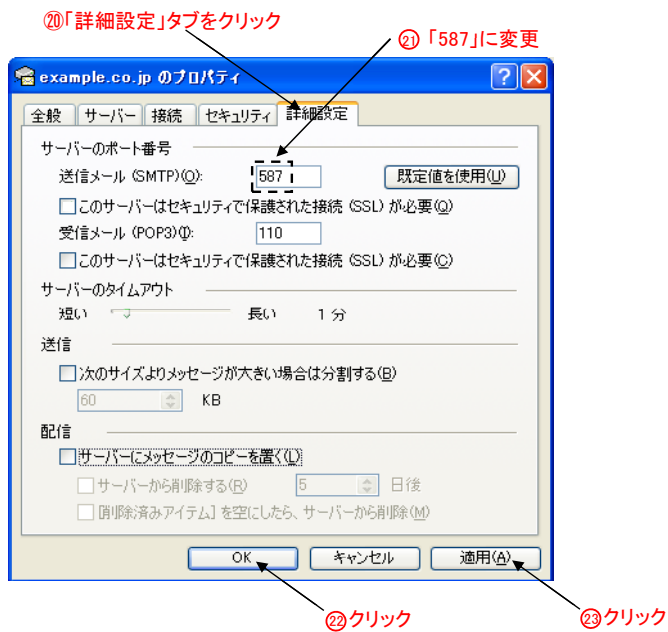 ⑳「詳細設定」タブをクリック
㉑「587」に変更
example.co.jp のプロパティ
全般 サーバー 接続 セキュリティ 詳細設定
サーバーのポート番号
送信メール (SMTP)(O): 587 既定値を使用(U)
このサーバーはセキュリティで保護された接続 (SSL) が必要(Q)
受信メール (POP3)(I): 110
このサーバーはセキュリティで保護された接続 (SSL) が必要(C)
サーバーのタイムアウト
短い 長い 1 分
送信
次のサイズよりメッセージが大きい場合は分割する(B)
60 KB
配信
サーバーにメッセージのコピーを置く(L)
サーバーから削除する(R) 5 日後
[削除済みアイテム] を空にしたら、サーバーから削除(M)
OK キャンセル 適用(A)
㉒クリック ㉓クリック